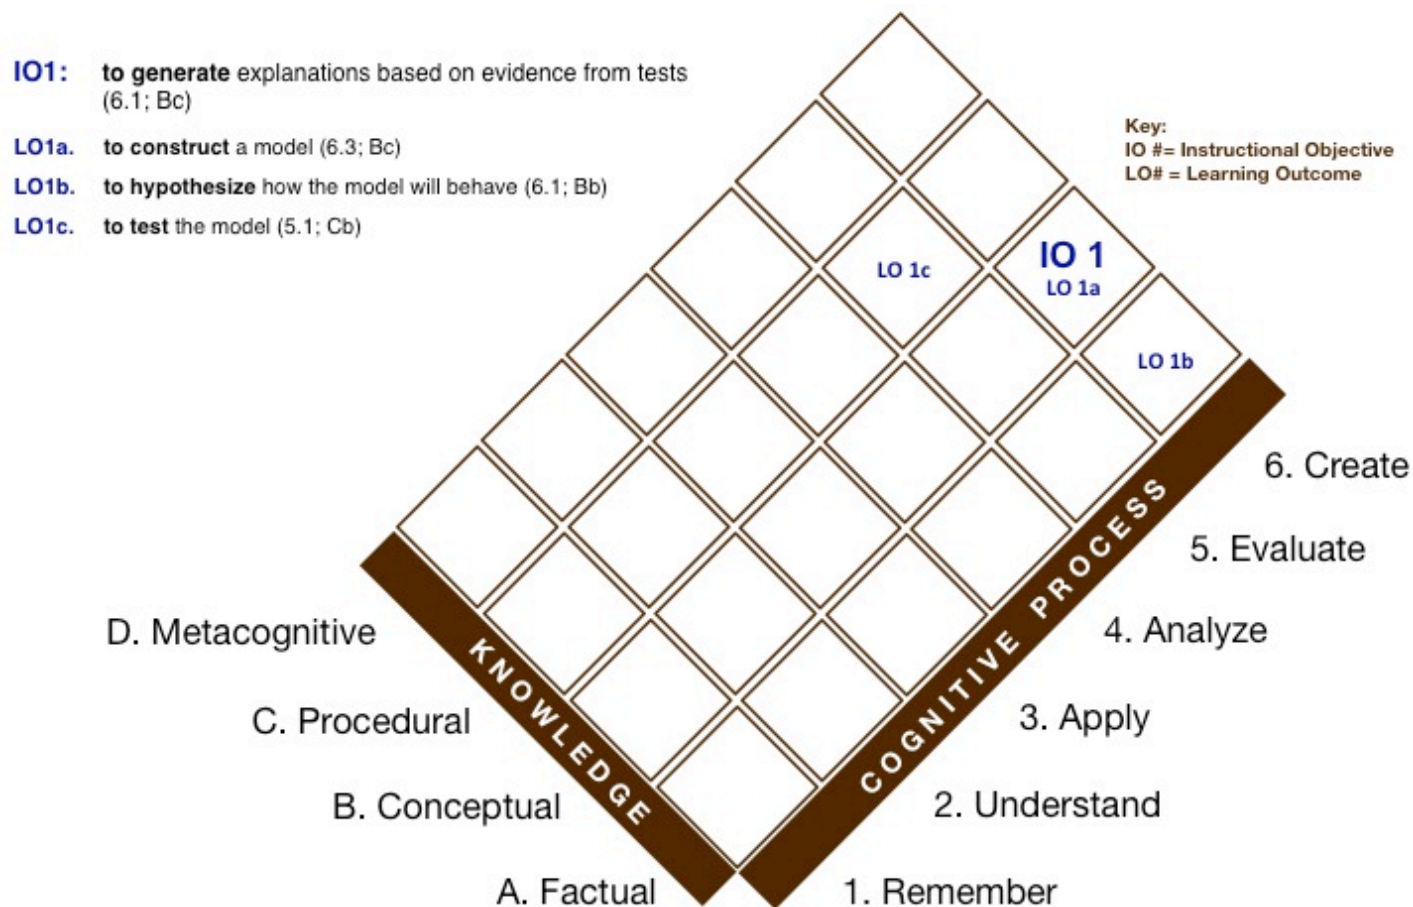 IO1: to generate explanations based on evidence from tests
(6.1; Bc)
LO1a. to construct a model (6.3; Bc)
LO1b. to hypothesize how the model will behave (6.1; Bb)
LO1c. to test the model (5.1; Cb)
Key:
IO #= Instructional Objective
LO# = Learning Outcome
IO 1
LO 1a
LO 1c
LO 1b
6. Create
5. Evaluate
4. Analyze
3. Apply
2. Understand
1. Remember
COGNITIVE PROCESS
D. Metacognitive
C. Procedural
B. Conceptual
A. Factual
KNOWLEDGE